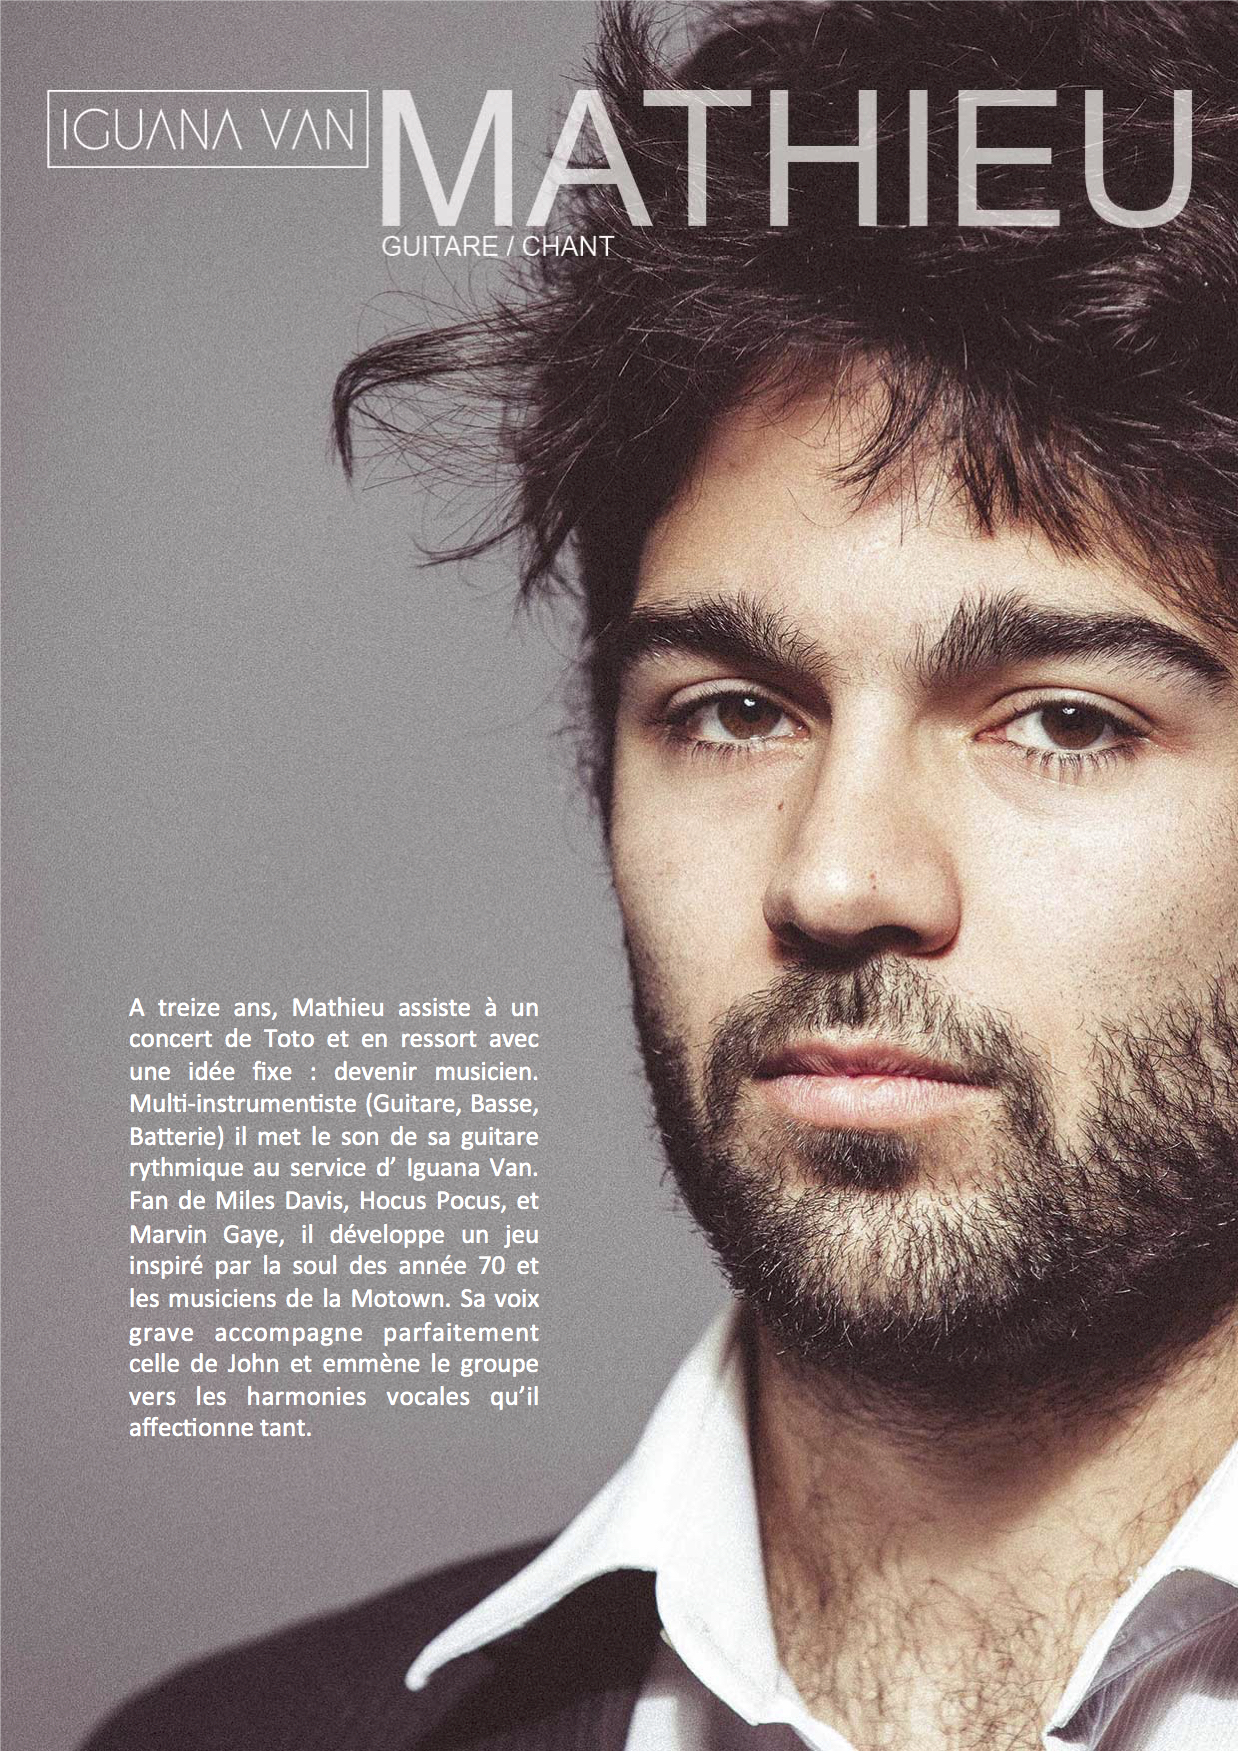 IGUANA VAN
MATHIEU
GUITARE / CHANT
A treize ans, Mathieu assiste à un
concert de Toto et en ressort avec
une idée fixe : devenir musicien.
Multi-instrumentiste (Guitare, Basse,
Batterie) il met le son de sa guitare
rythmique au service d’ Iguana Van.
Fan de Miles Davis, Hocus Pocus, et
Marvin Gaye, il développe un jeu
inspiré par la soul des année 70 et
les musiciens de la Motown. Sa voix
grave accompagne parfaitement
celle de John et emmène le groupe
vers les harmonies vocales qu’il
affectionne tant.